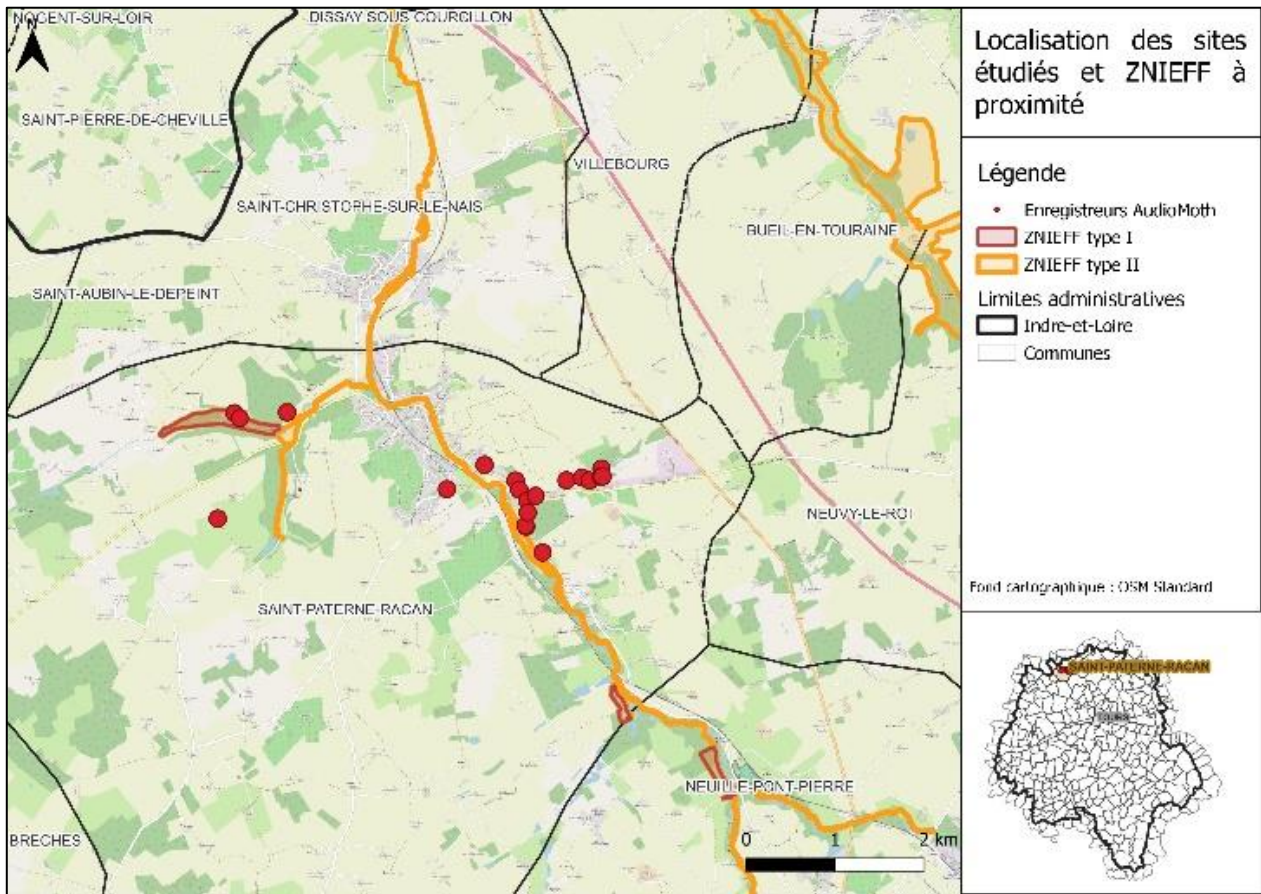 NOGENT-SUR-LOIR
DISSAY-SOUS-COURCILLON
N
SAINT-PIERRE-DE-CHEVILLE
VILLEBOURG
SAINT-CHRISTOPHE-SUR-LE-NAIS
BUEIL-EN-TOURAINE
SAINT-AUBIN-LE-DEPEINT
NEUVY-LE-ROI
SAINT-PATERNE-RACAN
NEUILLE-PONT-PIERRE
BRECHES
0 1 2 km
Localisation des sites
étudiés et ZNIEFF à
proximité
Légende
Enregistreurs AudioMoth
ZNIEFF type I
ZNIEFF type II
Limites administratives
Indre-et-Loire
Communes
Fond cartographique : OSM Standard
SAINT-PATERNE-RACAN
TOURS